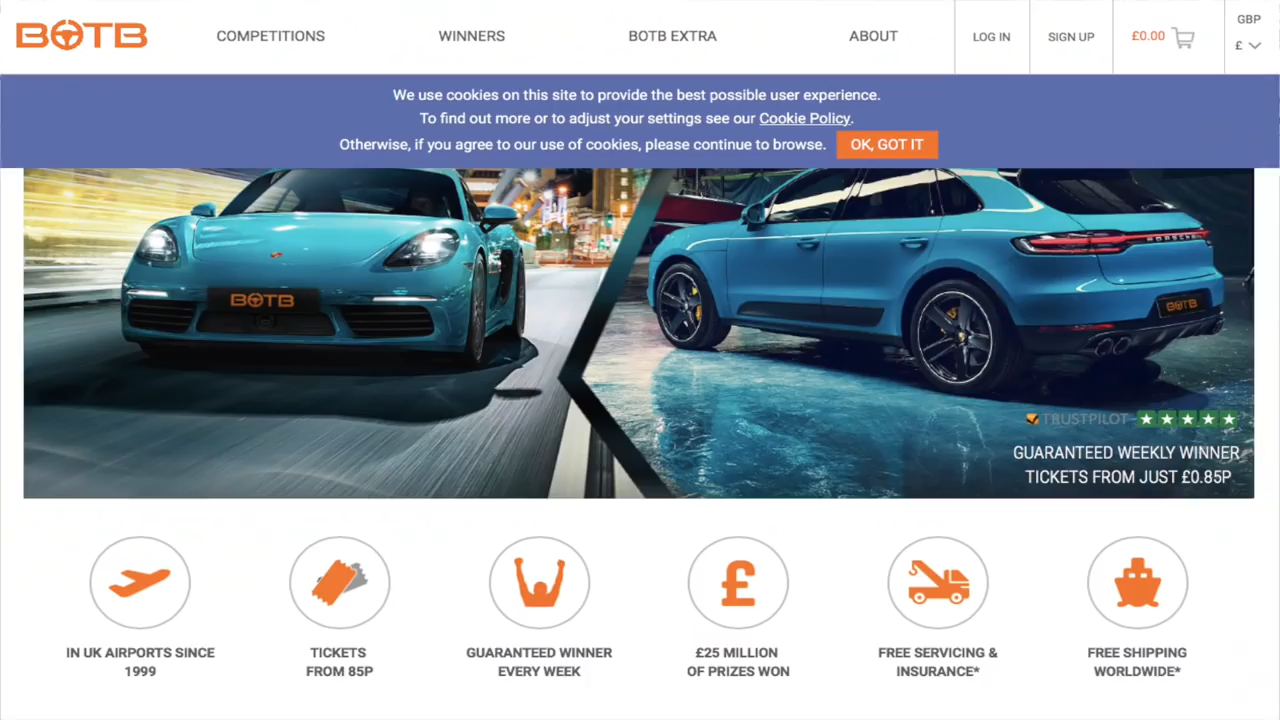 BOTB
COMPETITIONS
WINNERS
BOTB EXTRA
ABOUT
LOG IN
SIGN UP
£0.00
GBP
£
We use cookies on this site to provide the best possible user experience.
To find out more or to adjust your settings see our Cookie Policy.
Otherwise, if you agree to our use of cookies, please continue to browse.
OK, GOT IT
BOTB
PORSCHE
BOTB
TRUSTPILOT
GUARANTEED WEEKLY WINNER
TICKETS FROM JUST £0.85P
£
IN UK AIRPORTS SINCE
1999
TICKETS
FROM 85P
GUARANTEED WINNER
EVERY WEEK
£25 MILLION
OF PRIZES WON
FREE SERVICING &
INSURANCE*
FREE SHIPPING
WORLDWIDE*